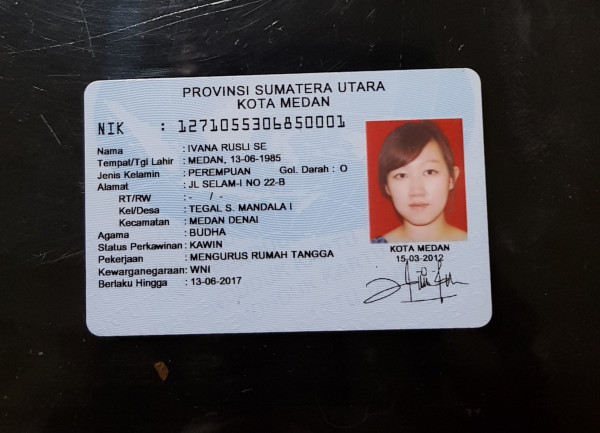 PROVINSI SUMATERA UTARA
KOTA MEDAN
NIK : 1271055306850001
Nama : IVANA RUSLI SE
Tempat/Tgl Lahir : MEDAN, 13-06-1985
Jenis Kelamin : PEREMPUAN Gol. Darah : O
Alamat : JL SELAM-I NO 22-B
RT/RW : - / -
Kel/Desa : TEGAL S. MANDALA I
Kecamatan : MEDAN DENAI
Agama : BUDHA
Status Perkawinan : KAWIN
Pekerjaan : MENGURUS RUMAH TANGGA
Kewarganegaraan: WNI
Berlaku Hingga : 13-06-2017
KOTA MEDAN
15-03-2012